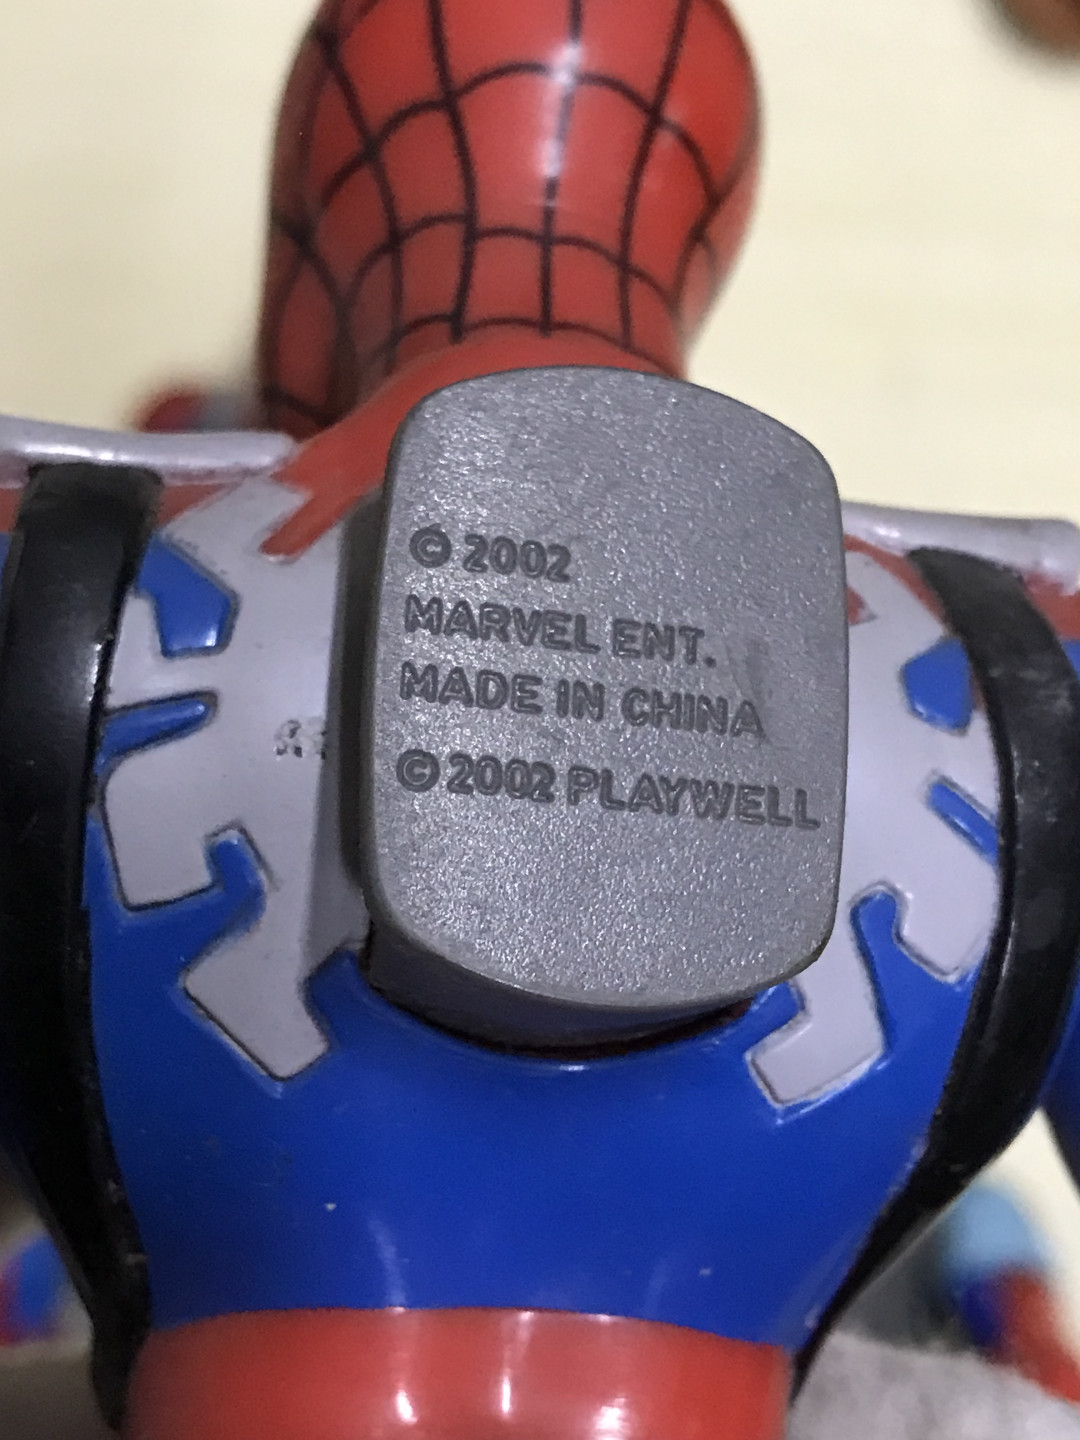 © 2002
MARVEL ENT.
MADE IN CHINA
© 2002 PLAYWELL